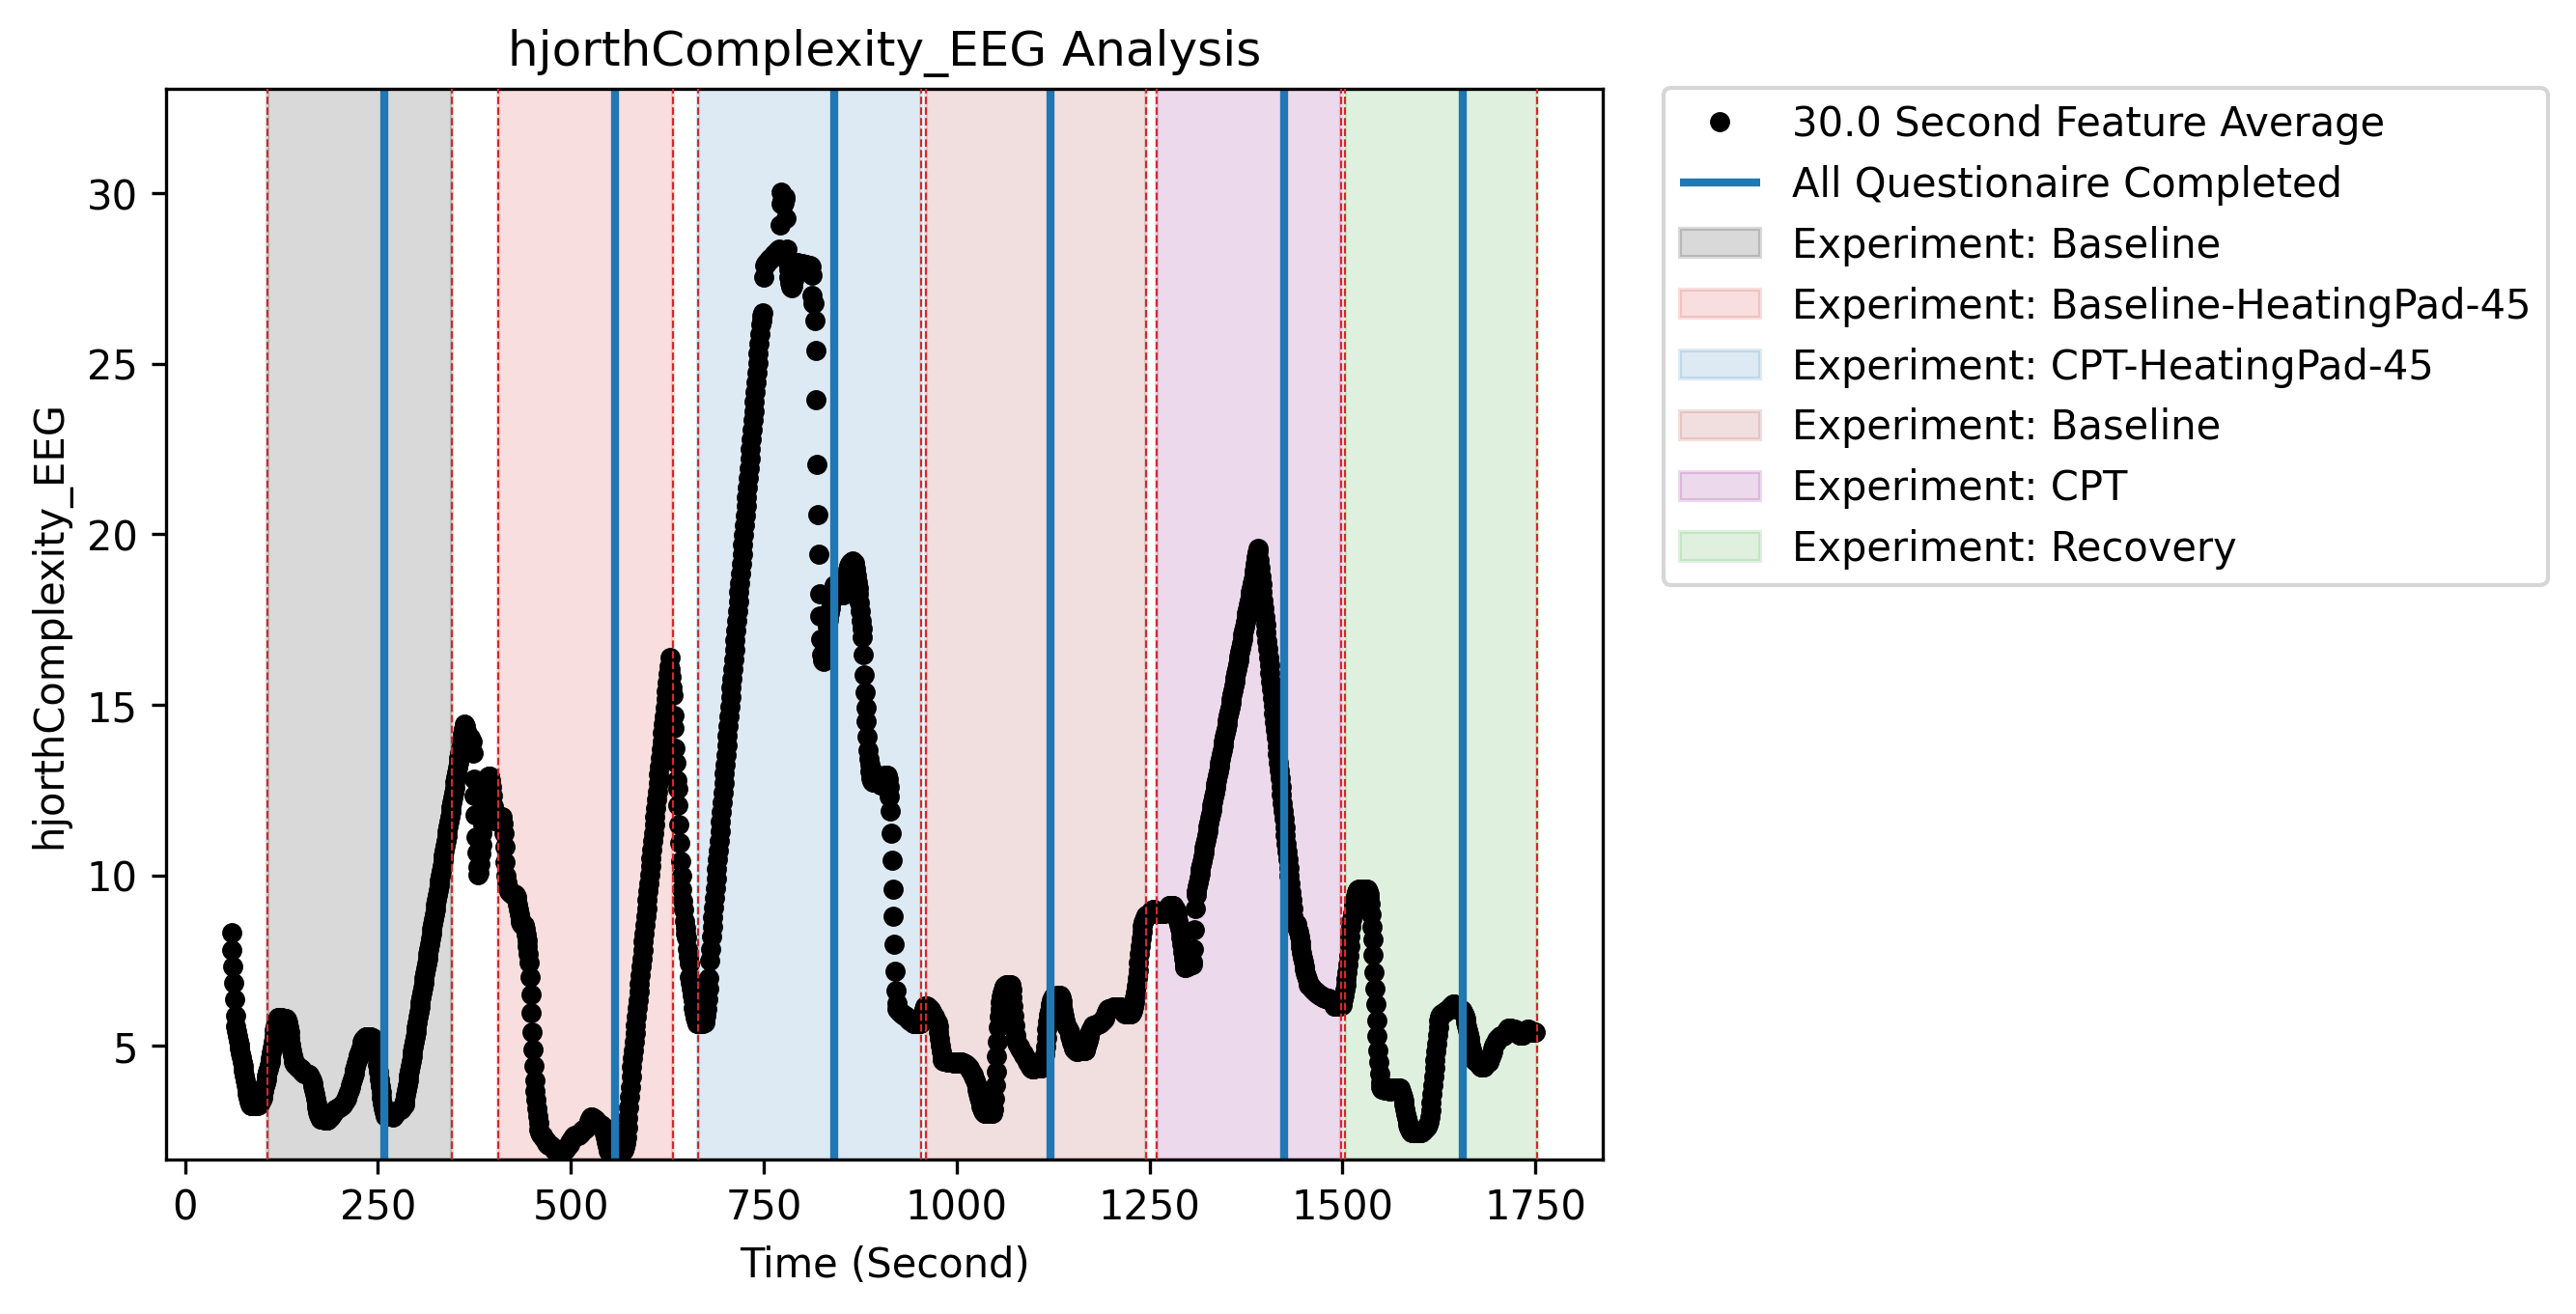 hjorthComplexity_EEG Analysis
hjorthComplexity_EEG
30
25
20
15
10
5
0
250
500
750
1000
1250
1500
1750
Time (Second)
30.0 Second Feature Average
All Questionaire Completed
Experiment: Baseline
Experiment: Baseline-HeatingPad-45
Experiment: CPT-HeatingPad-45
Experiment: Baseline
Experiment: CPT
Experiment: Recovery